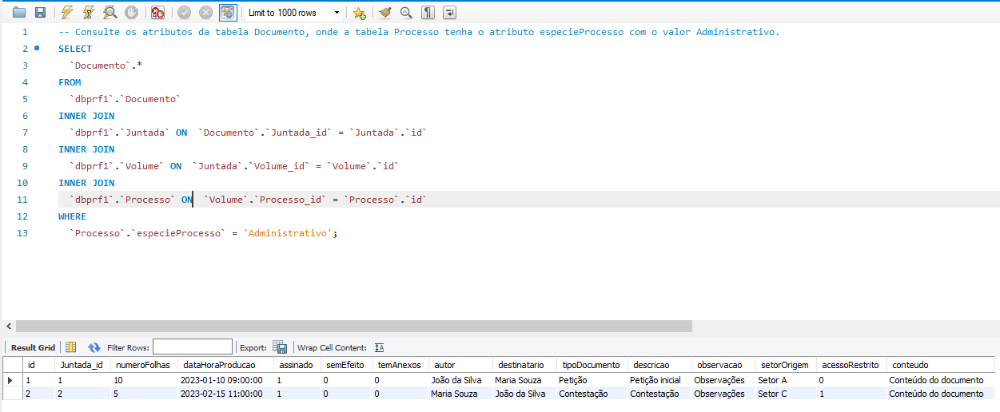 Limit to 1000 rows
1 -- Consulte os atributos da tabela Documento, onde a tabela Processo tenha o atributo especieProcesso com o valor Administrativo.
2 SELECT
3 `Documento`.*
4 FROM
5 `dbprf1`.`Documento`
6 INNER JOIN
7 `dbprf1`.`Juntada` ON  `Documento`.`Juntada_id` = `Juntada`.`id`
8 INNER JOIN
9 `dbprf1`.`Volume` ON  `Juntada`.`Volume_id` = `Volume`.`id`
10 INNER JOIN
11 `dbprf1`.`Processo` ON  `Volume`.`Processo_id` = `Processo`.`id`
12 WHERE
13 `Processo`.`especieProcesso` = 'Administrativo';
Result Grid Filter Rows: Export: Wrap Cell Content:
id Juntada_id numeroFolhas dataHoraProducao assinado semEfeito temAnexos autor destinatario tipoDocumento descricao observacao setorOrigem acessoRestrito conteudo
1 1 10 2023-01-10 09:00:00 1 0 0 João da Silva Maria Souza Petição Petição inicial Observações Setor A 0 Conteúdo do documento
2 2 5 2023-02-15 11:00:00 1 0 0 Maria Souza João da Silva Contestação Contestação Observações Setor C 1 Conteúdo do documento